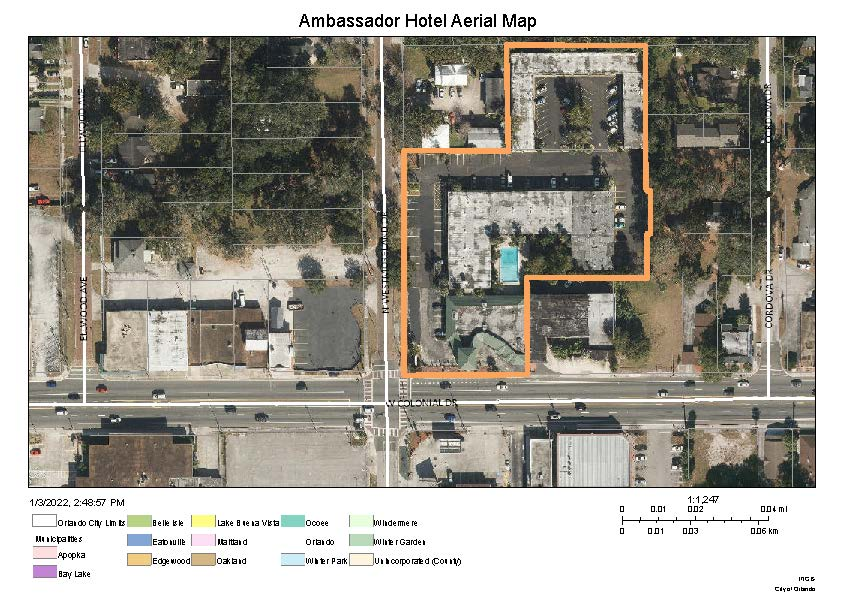 Ambassador Hotel Aerial Map
ELWOOD AVE
CORDOVA DR
ELWOOD AVE
CORDOVA DR
W COLONIAL DR
1/3/2022, 2:48:57 PM
Orlando City Limits
Municipalities
Apopka
Bay Lake
Belle Isle
Eatonville
Edgewood
Lake Buena Vista
Maitland
Oakland
Ocoee
Orlando
Winter Park
Windermere
Winter Garden
Unincorporated (County)
1:1,247
0 0.01 0.02 0.04 mi
0 0.01 0.03 0.06 km
City of Orlando